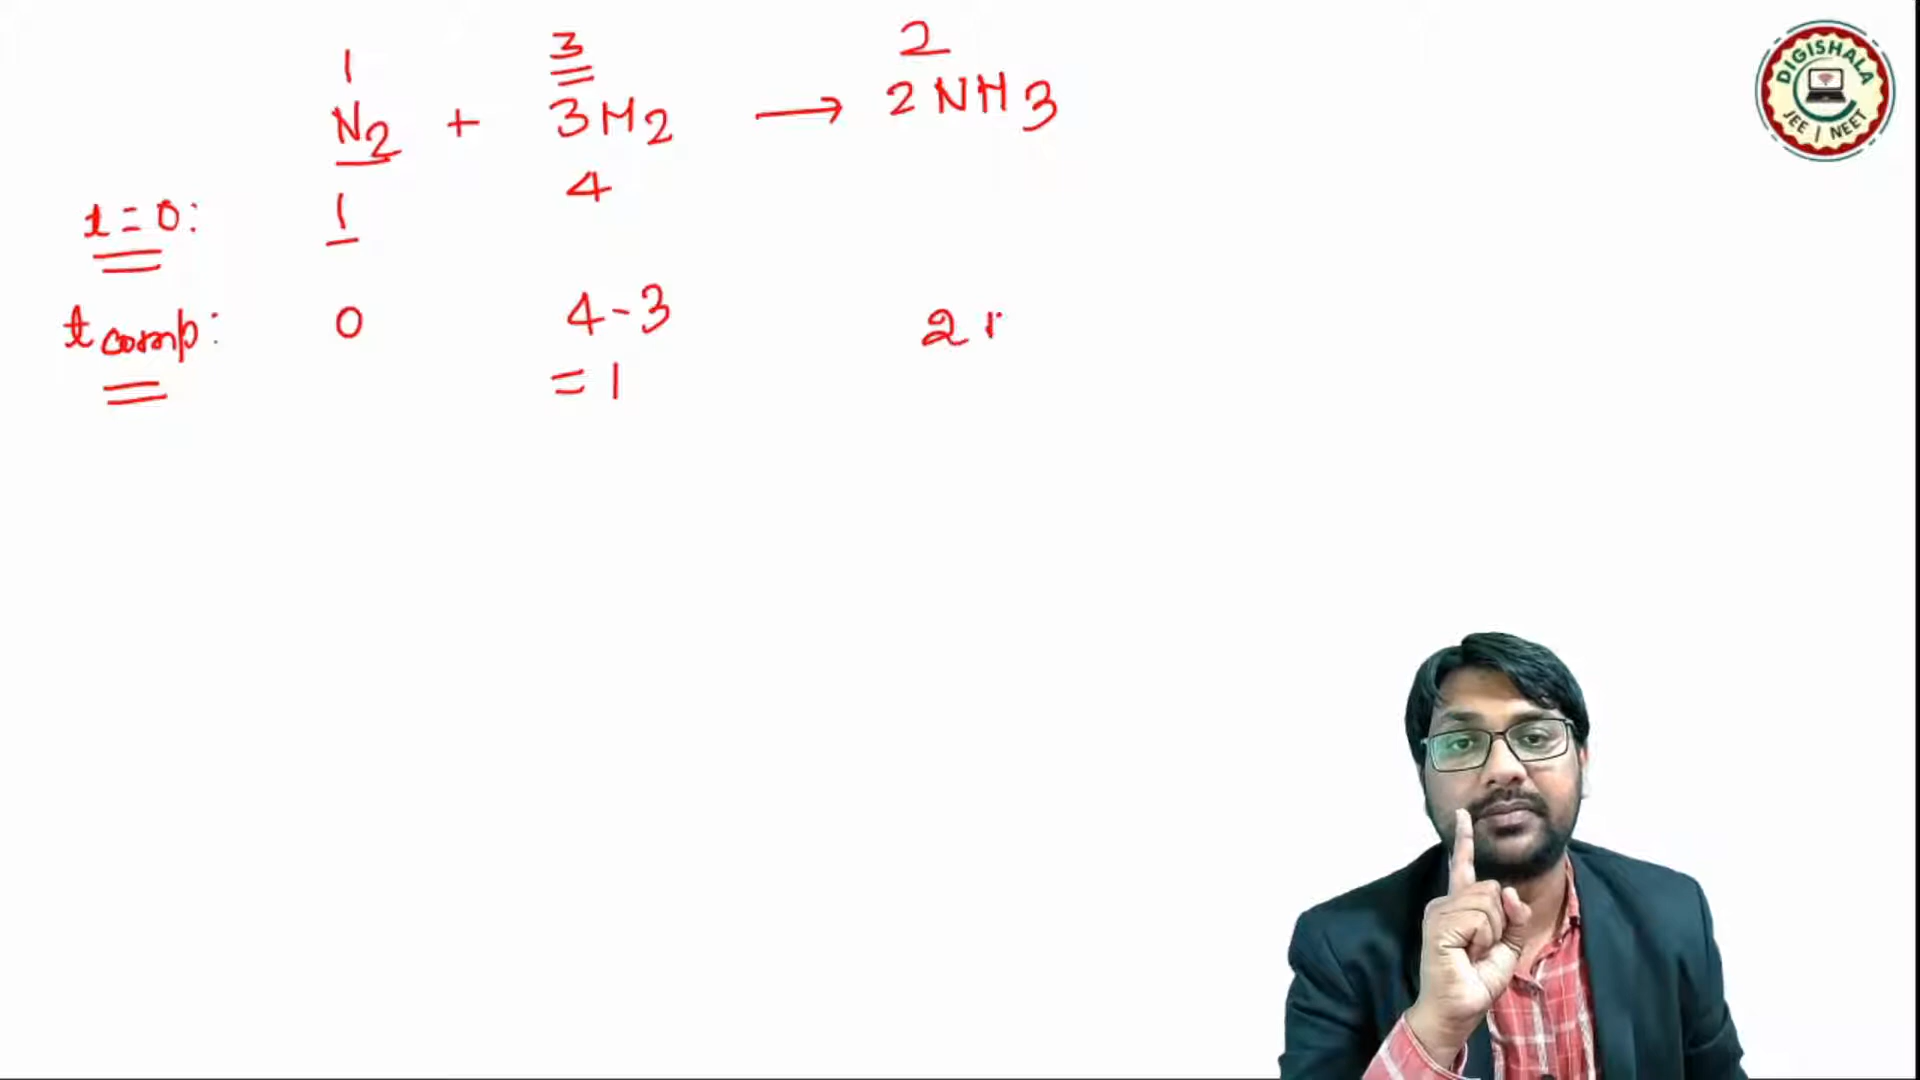 1 3 2
N2 + 3H2 → 2NH3
t=0: 1 4
tcomp: 0 4-3 2
= 1
DIGISHALA
JEE | NEET